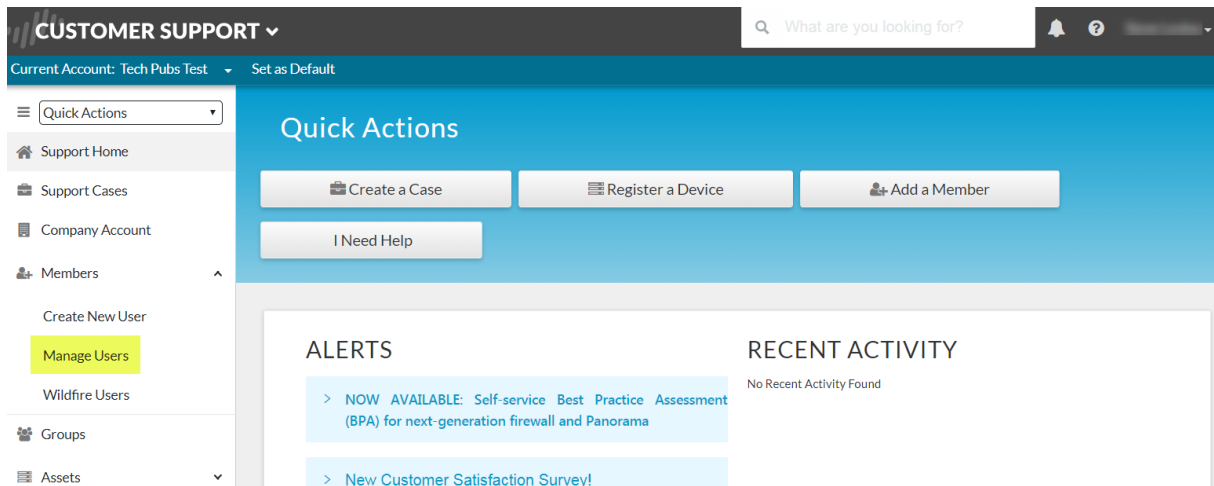 CUSTOMER SUPPORT
What are you looking for?
Current Account: Tech Pubs Test
Set as Default
Quick Actions
Support Home
Support Cases
Company Account
Members
Create New User
Manage Users
Wildfire Users
Groups
Assets
Quick Actions
Create a Case
Register a Device
Add a Member
I Need Help
ALERTS
NOW AVAILABLE: Self-service Best Practice Assessment
(BPA) for next-generation firewall and Panorama
New Customer Satisfaction Survey!
RECENT ACTIVITY
No Recent Activity Found